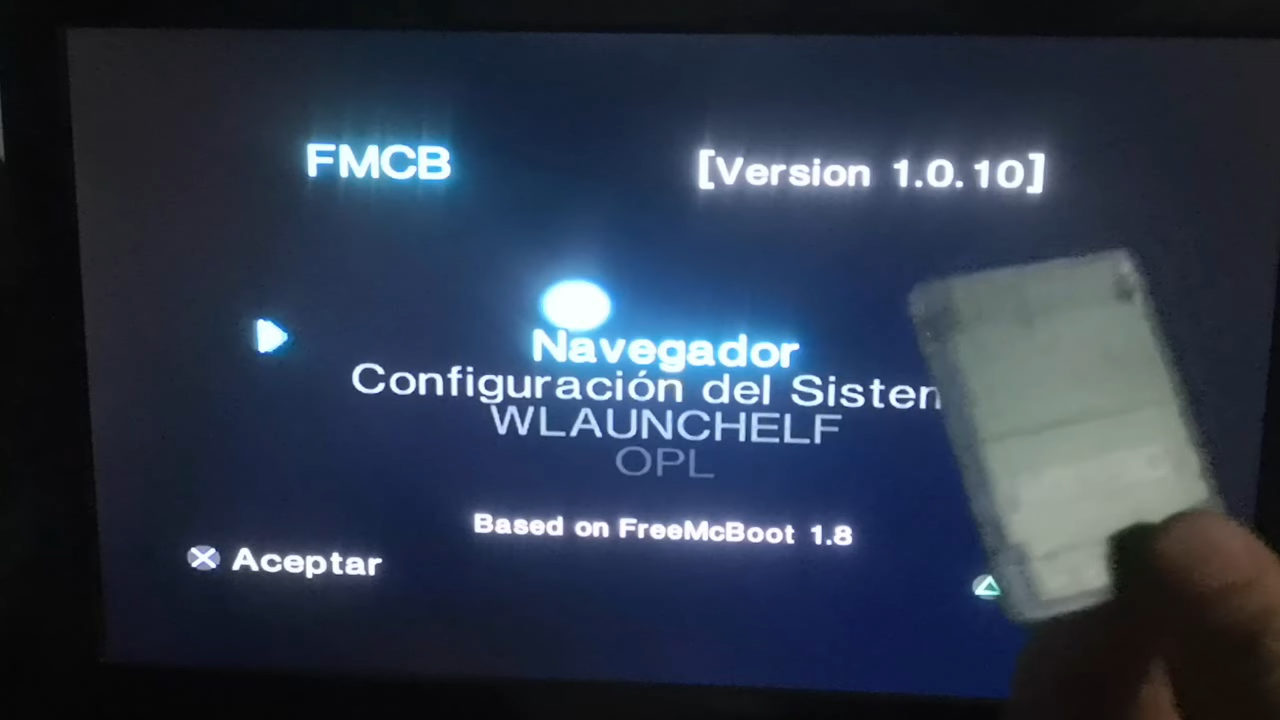 FMCB [Version 1.0.10]
Navegador
Configuración del Sisten
WLAUNCHELF
OPL
Based on FreeMcBoot 1.8
Aceptar